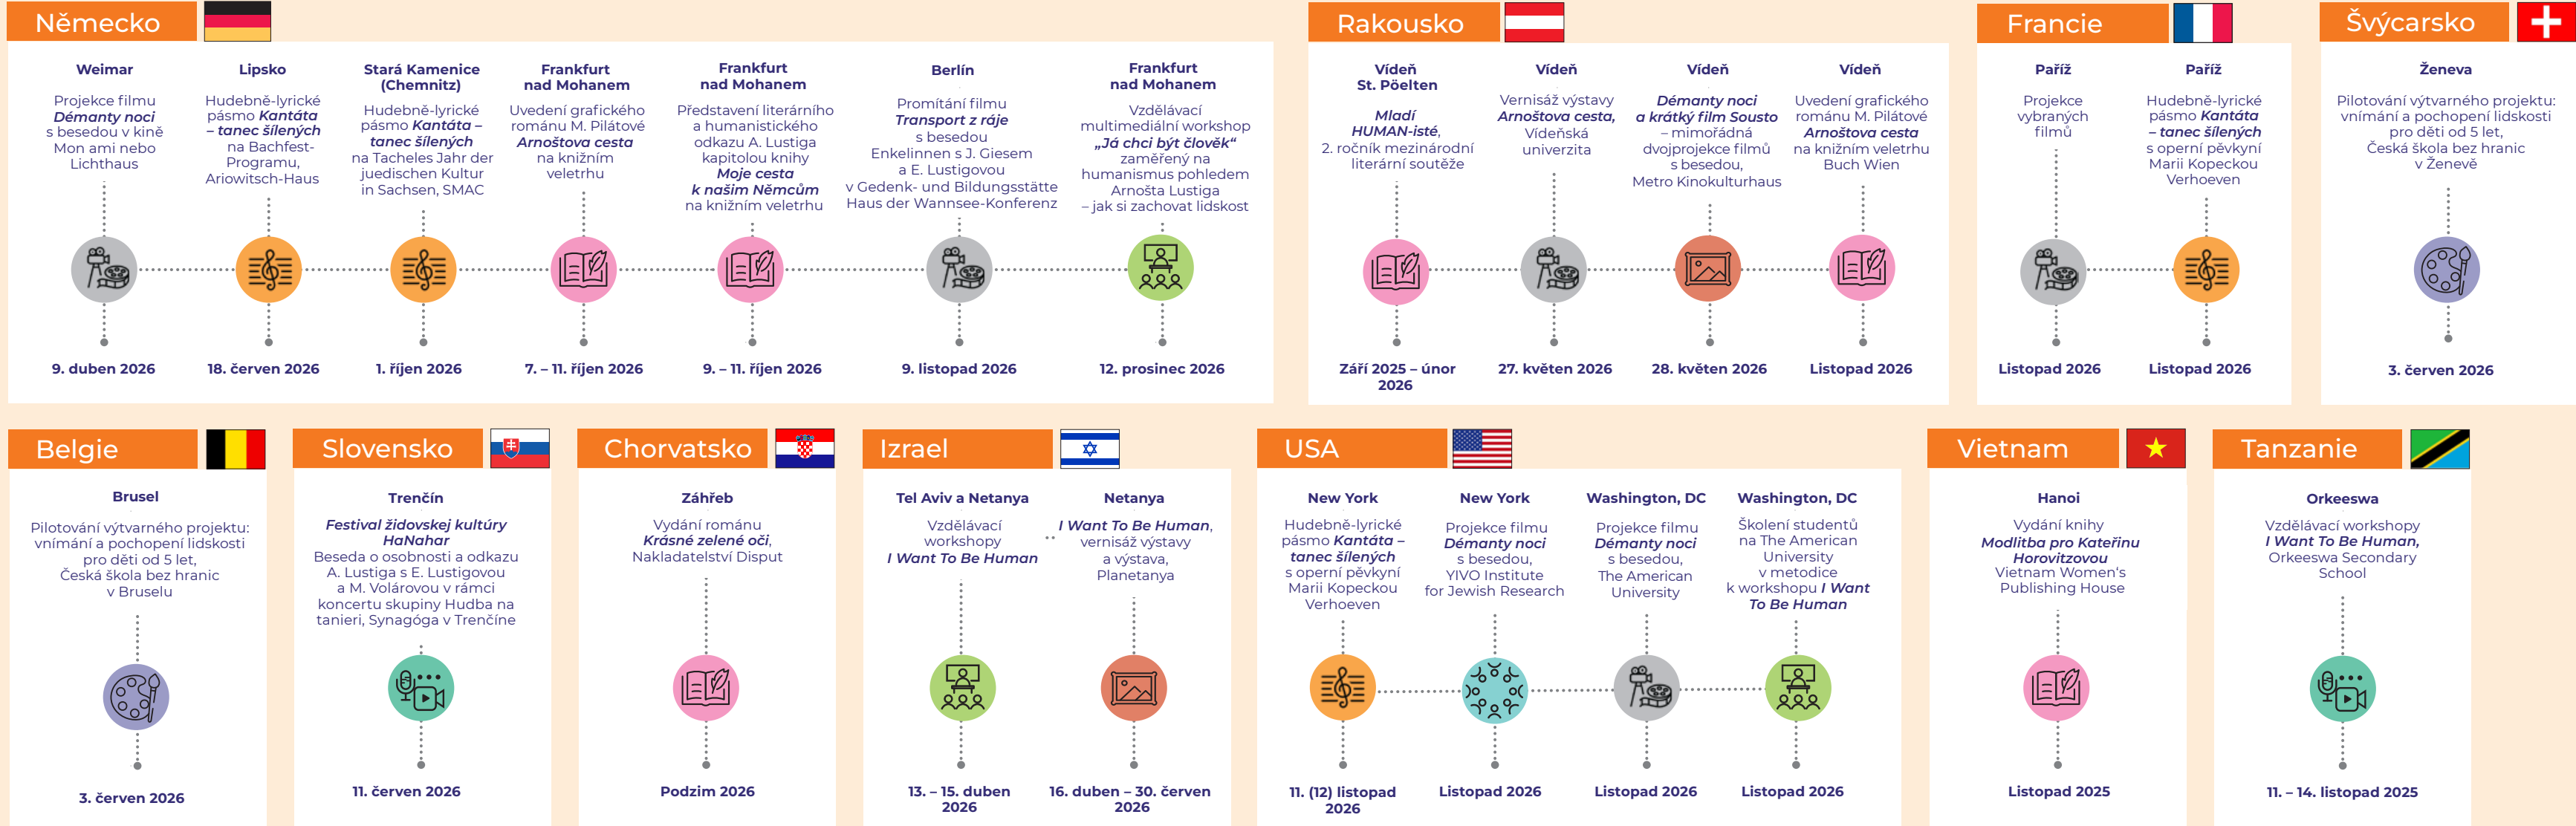 Německo
Weimar
Projekce filmu
Démanty noci
s besedou v kině
Mon ami nebo
Lichthaus
9. duben 2026
Lipsko
Hudebně-lyrické
pásmo Kantáta
– tanec šílených
na Bachfest-
Programu,
Ariowitsch-Haus
18. červen 2026
Stará Kamenice
(Chemnitz)
Hudebně-lyrické
pásmo Kantáta –
tanec šílených
na Tacheles Jahr der
juedischen Kultur
in Sachsen, SMAC
1. říjen 2026
Frankfurt
nad Mohanem
Uvedení grafického
románu M. Pilátové
Arnoštova cesta
na knižním
veletrhu
7. – 11. říjen 2026
Frankfurt
nad Mohanem
Představení literárního
a humanistického
odkazu A. Lustiga
kapitolou knihy
Moje cesta
k našim Němcům
na knižním veletrhu
9. – 11. říjen 2026
Berlín
Promítání filmu
Transport z ráje
s besedou
Enkelinnen s J. Giesem
a E. Lustigovou
v Gedenk- und Bildungsstätte
Haus der Wannsee-Konferenz
9. listopad 2026
Frankfurt
nad Mohanem
Vzdělávací
multimediální workshop
„Já chci být člověk“
zaměřený na
humanismus pohledem
Arnošta Lustiga
– jak si zachovat lidskost
12. prosinec 2026
Rakousko
Vídeň
St. Pöelten
Mladí
HUMAN-isté,
2. ročník mezinárodní
literární soutěže
Září 2025 – únor
2026
Vídeň
Vernisáž výstavy
Arnoštova cesta,
Vídeňská
univerzita
27. květen 2026
Vídeň
Démanty noci
a krátký film Sousto
– mimořádná
dvojprojekce filmů
s besedou,
Metro Kinokulturhaus
28. květen 2026
Vídeň
Uvedení grafického
románu M. Pilátové
Arnoštova cesta
na knižním veletrhu
Buch Wien
Listopad 2026
Francie
Paříž
Projekce
vybraných
filmů
Listopad 2026
Paříž
Hudebně-lyrické
pásmo Kantáta
– tanec šílených
s operní pěvkyní
Marii Kopeckou
Verhoeven
Listopad 2026
Švýcarsko
Ženeva
Pilotování výtvarného projektu:
vnímání a pochopení lidskosti
pro děti od 5 let,
Česká škola bez hranic
v Ženevě
3. červen 2026
Belgie
Brusel
Pilotování výtvarného projektu:
vnímání a pochopení lidskosti
pro děti od 5 let,
Česká škola bez hranic
v Bruselu
3. červen 2026
Slovensko
Trenčín
Festival židovskej kultúry
HaNahar
Beseda o osobnosti a odkazu
A. Lustiga s E. Lustigovou
a M. Volárovou v rámci
koncertu skupiny Hudba na
tanieri, Synagóga v Trenčíne
11. červen 2026
Chorvatsko
Záhřeb
Vydání románu
Krásné zelené oči,
Nakladatelství Disput
Podzim 2026
Izrael
Tel Aviv a Netanya
Vzdělávací
workshopy
I Want To Be Human
13. – 15. duben
2026
Netanya
I Want To Be Human,
vernisáž výstavy
a výstava,
Planetanya
16. duben – 30. červen
2026
USA
New York
Hudebně-lyrické
pásmo Kantáta –
tanec šílených
s operní pěvkyní
Marii Kopeckou
Verhoeven
11. (12) listopad
2026
New York
Projekce filmu
Démanty noci
s besedou,
YIVO Institute
for Jewish Research
Listopad 2026
Washington, DC
Projekce filmu
Démanty noci
s besedou,
The American
University
Listopad 2026
Washington, DC
Školení studentů
na The American
University
v metodice
k workshopu I Want
To Be Human
Listopad 2026
Vietnam
Hanoi
Vydání knihy
Modlitba pro Kateřinu
Horovitzovou
Vietnam Women‘s
Publishing House
Listopad 2025
Tanzanie
Orkeeswa
Vzdělávací workshopy
I Want To Be Human,
Orkeeswa Secondary
School
11. – 14. listopad 2025